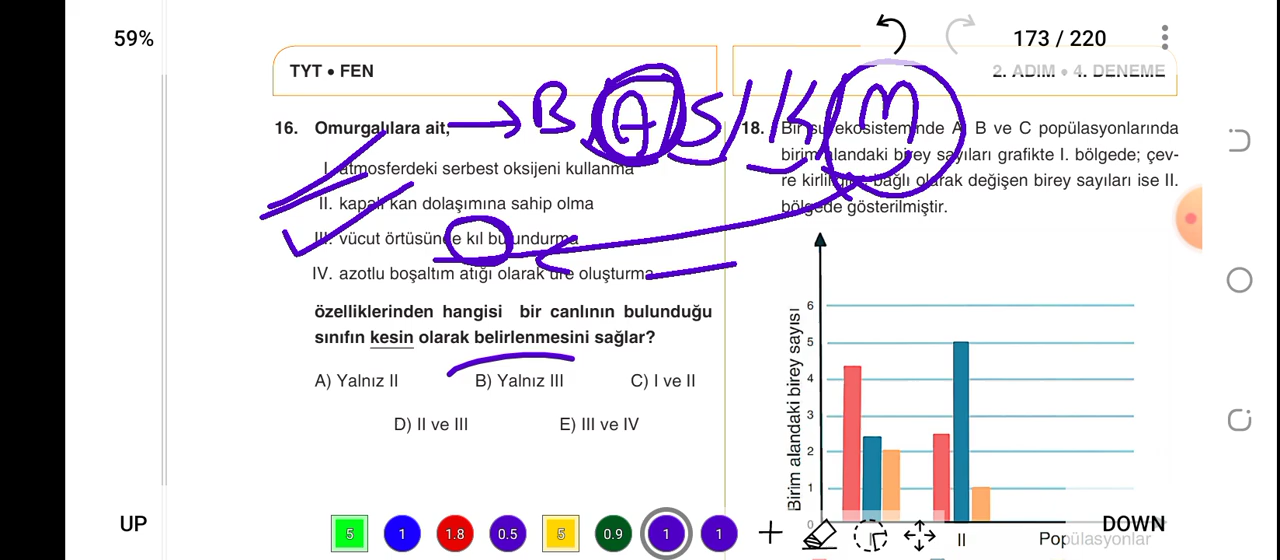 59%
173 / 220
TYT • FEN
2. ADIM • 4. DENEME
B A S K M
16. Omurgalılara ait,
I. atmosferdeki serbest oksijeni kullanma
II. kapalı kan dolaşımına sahip olma
III. vücut örtüsünde kıl bulundurma
IV. azotlu boşaltım atığı olarak üre oluşturma
özelliklerinden hangisi bir canlının bulunduğu
sınıfın kesin olarak belirlenmesini sağlar?
A) Yalnız II B) Yalnız III C) I ve II
D) II ve III E) III ve IV
18. Bir su ekosisteminde A, B ve C popülasyonlarında
birim alandaki birey sayıları grafikte I. bölgede; çev-
re kirliliğine bağlı olarak değişen birey sayıları ise II.
bölgede gösterilmiştir.
Birim alandaki birey sayısı
6
5
4
3
2
1
0
I II Popülasyonlar
UP
5 1 1.8 0.5 5 0.9 1 1
DOWN